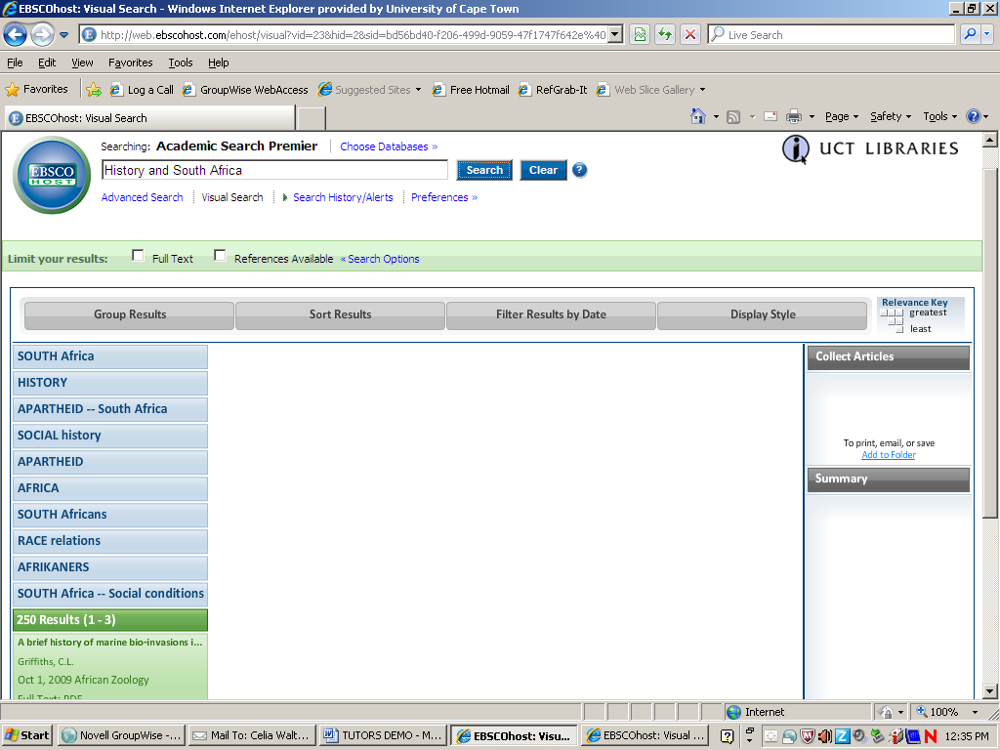 EBSCOhost: Visual Search - Windows Internet Explorer provided by University of Cape Town
http://web.ebscohost.com/ehost/visual?vid=23&hid=2&sid=bd56bd40-f206-499d-9059-47f1747f642e%40
Live Search
File Edit View Favorites Tools Help
Favorites Log a Call GroupWise WebAccess Suggested Sites Free Hotmail RefGrab-It Web Slice Gallery
EBSCOhost: Visual Search Page Safety Tools
Searching: Academic Search Premier Choose Databases »
UCT LIBRARIES
EBSCO
HOST
History and South Africa Search Clear ?
Advanced Search Visual Search Search History/Alerts Preferences »
Limit your results: Full Text References Available « Search Options
Group Results Sort Results Filter Results by Date Display Style
Relevance Key
greatest
least
SOUTH Africa
HISTORY
APARTHEID -- South Africa
SOCIAL history
APARTHEID
AFRICA
SOUTH Africans
RACE relations
AFRIKANERS
SOUTH Africa -- Social conditions
250 Results (1 - 3)
A brief history of marine bio-invasions i...
Griffiths, C.L.
Oct 1, 2009 African Zoology
Full Text: PDF
Collect Articles
To print, email, or save
Add to Folder
Summary
Internet 100%
Start Novell GroupWise -... Mail To: Celia Walt... TUTORS DEMO - M... EBSCOhost: Visu... EBSCOhost: Visual ... 12:35 PM